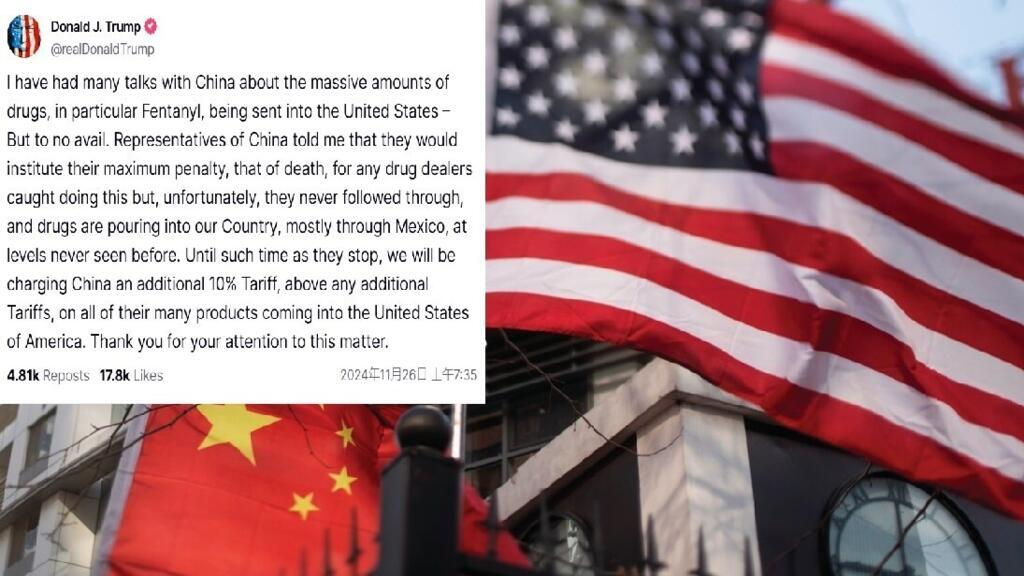 Donald J. Trump
@realDonaldTrump
I have had many talks with China about the massive amounts of
drugs, in particular Fentanyl, being sent into the United States –
But to no avail. Representatives of China told me that they would
institute their maximum penalty, that of death, for any drug dealers
caught doing this but, unfortunately, they never followed through,
and drugs are pouring into our Country, mostly through Mexico, at
levels never seen before. Until such time as they stop, we will be
charging China an additional 10% Tariff, above any additional
Tariffs, on all of their many products coming into the United States
of America. Thank you for your attention to this matter.
4.81k Reposts 17.8k Likes 2024年11月26日 上午7:35